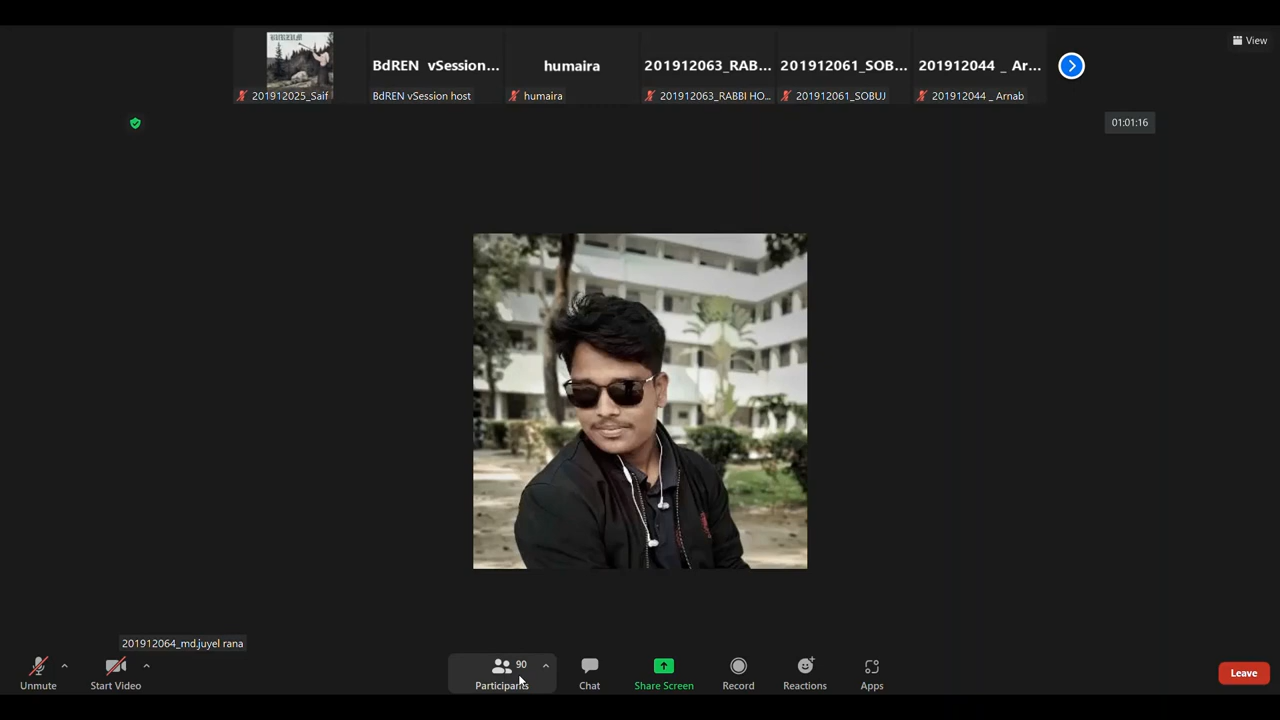 View
BdREN vSession...
humaira
201912063_RAB...
201912061_SOB...
201912044 _ Ar...
201912025_Saif
BdREN vSession host
humaira
201912063_RABBI HO...
201912061_SOBUJ
201912044 _ Arnab
01:01:16
201912064_md.juyel rana
90
Unmute
Start Video
Participants
Chat
Share Screen
Record
Reactions
Apps
Leave